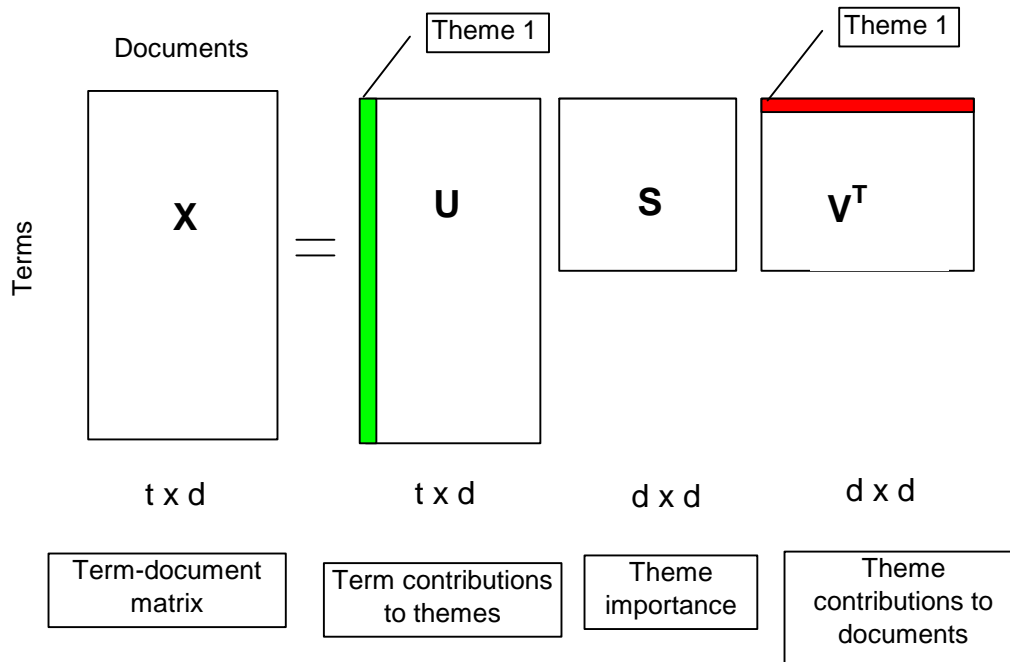 Documents
Theme 1
Theme 1
Terms
X
=
U
S
V^T
t x d
t x d
d x d
d x d
Term-document
matrix
Term contributions
to themes
Theme
importance
Theme
contributions to
documents